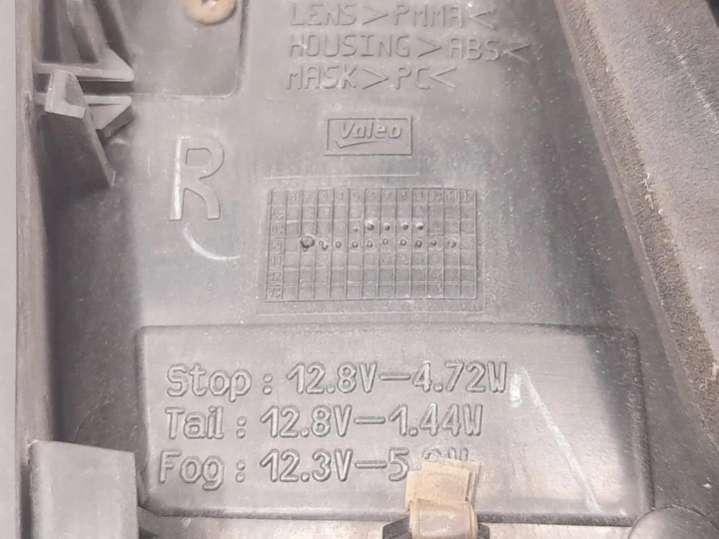 LENS>PMMA<
HOUSING>ABS<
MASK>PC<
Valeo
R
Stop : 12.8V—4.72W
Tail : 12.8V—1.44W
Fog : 12.3V—5.